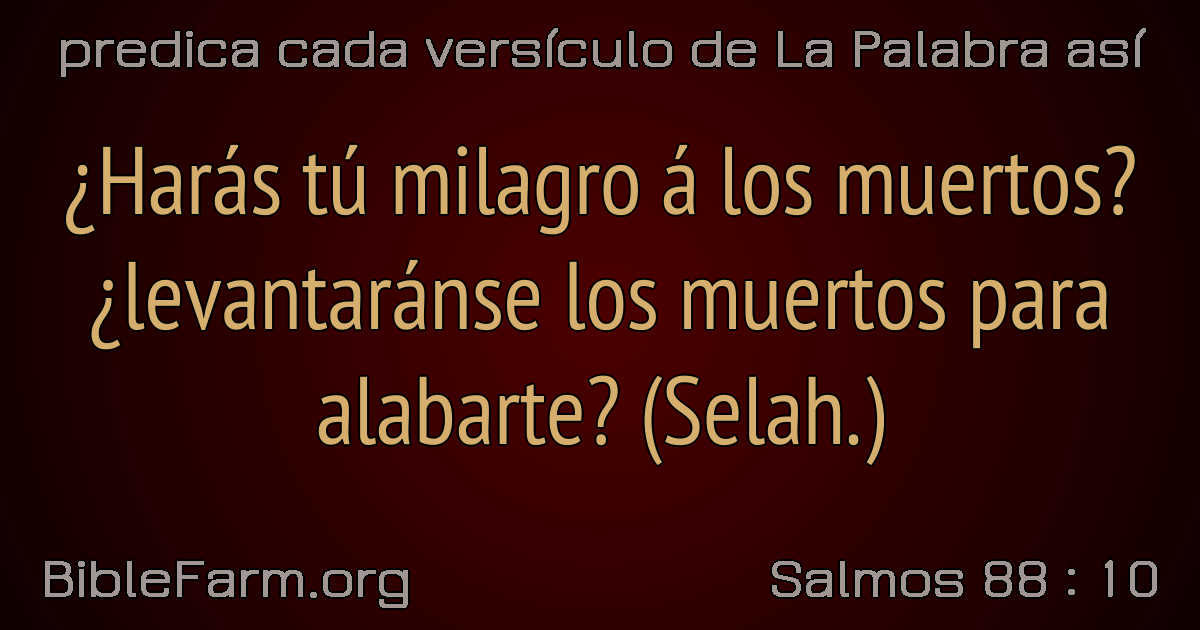 predica cada versículo de La Palabra así
¿Harás tú milagro á los muertos?
¿levantaránse los muertos para
alabarte? (Selah.)
BibleFarm.org
Salmos 88 : 10